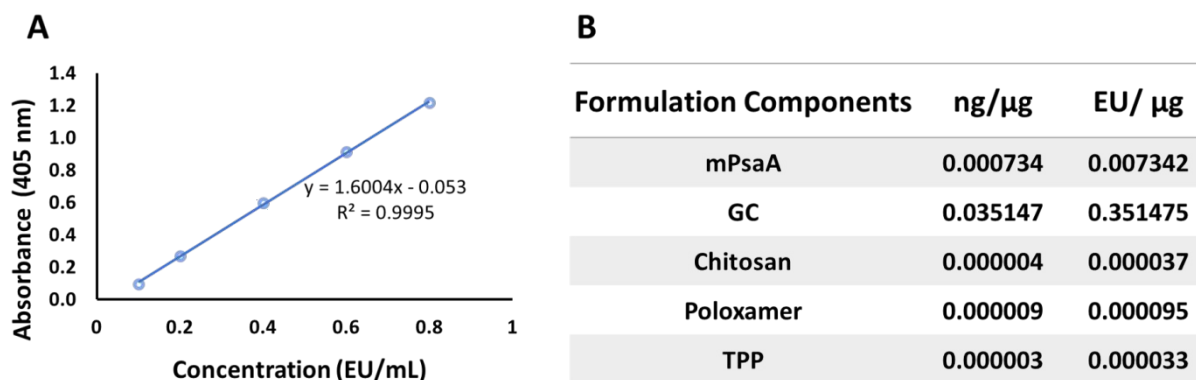 A
Absorbance (405 nm)
1.4
1.2
1.0
0.8
0.6
0.4
0.2
0.0
y = 1.6004x - 0.053
R² = 0.9995
0 0.2 0.4 0.6 0.8 1
Concentration (EU/mL)
B
Formulation Components ng/µg EU/ µg
mPsaA 0.000734 0.007342
GC 0.035147 0.351475
Chitosan 0.000004 0.000037
Poloxamer 0.000009 0.000095
TPP 0.000003 0.000033